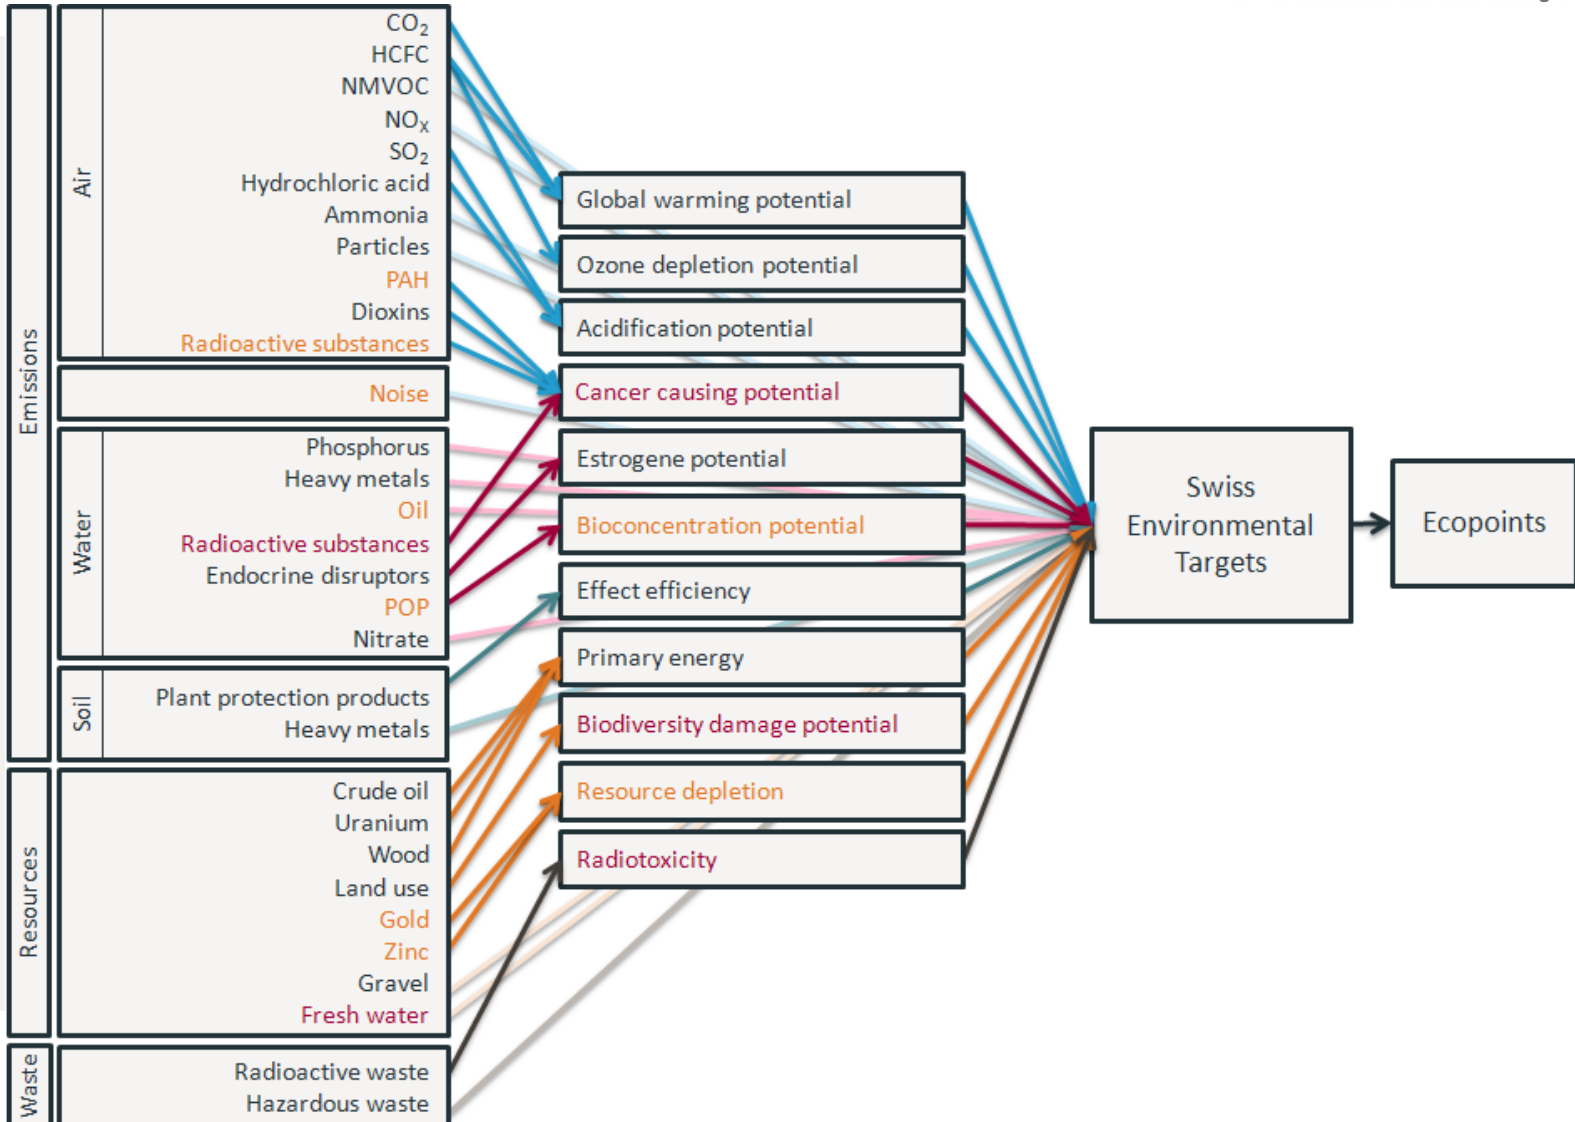 Emissions
Air
CO₂
HCFC
NMVOC
NOₓ
SO₂
Hydrochloric acid
Ammonia
Particles
PAH
Dioxins
Radioactive substances
Noise
Water
Phosphorus
Heavy metals
Oil
Radioactive substances
Endocrine disruptors
POP
Nitrate
Soil
Plant protection products
Heavy metals
Resources
Crude oil
Uranium
Wood
Land use
Gold
Zinc
Gravel
Fresh water
Waste
Radioactive waste
Hazardous waste
Global warming potential
Ozone depletion potential
Acidification potential
Cancer causing potential
Estrogene potential
Bioconcentration potential
Effect efficiency
Primary energy
Biodiversity damage potential
Resource depletion
Radiotoxicity
Swiss
Environmental
Targets
Ecopoints